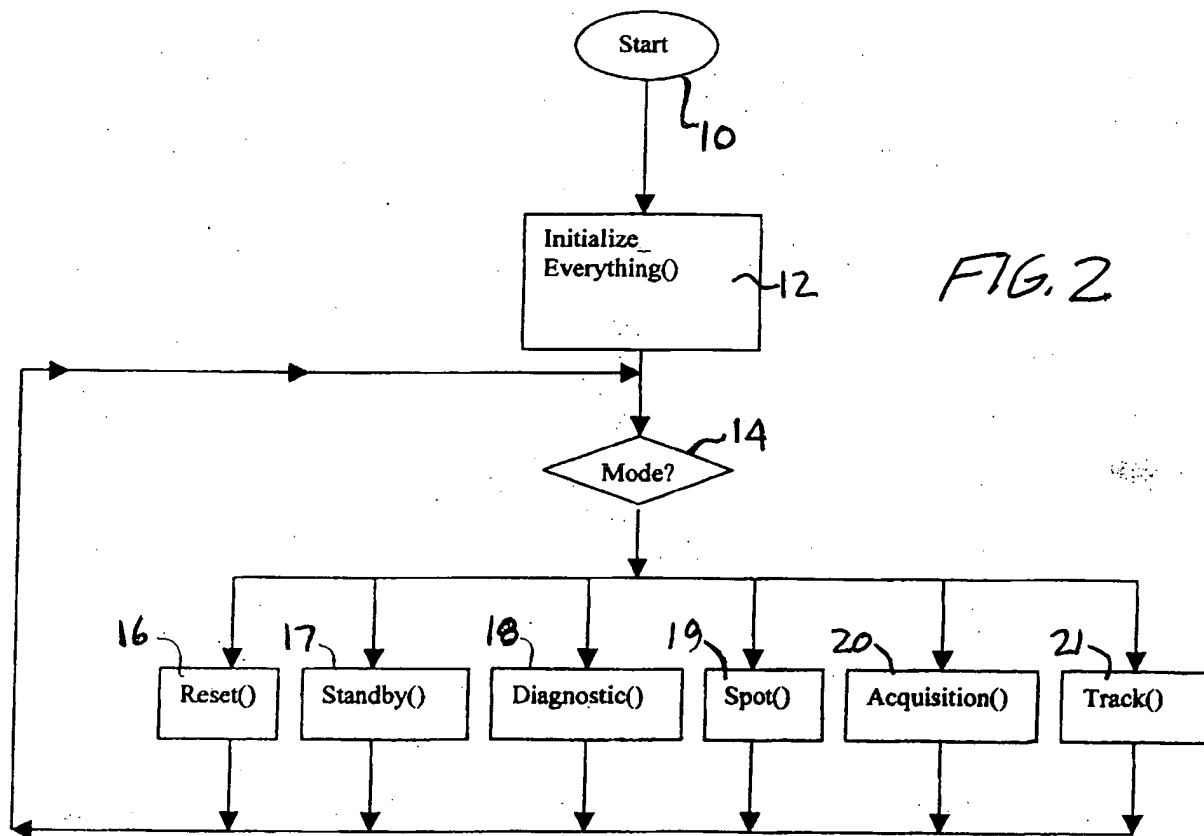 Start
10
Initialize_
Everything()
12
FIG. 2
14
Mode?
16
17
18
19
20
21
Reset()
Standby()
Diagnostic()
Spot()
Acquisition()
Track()